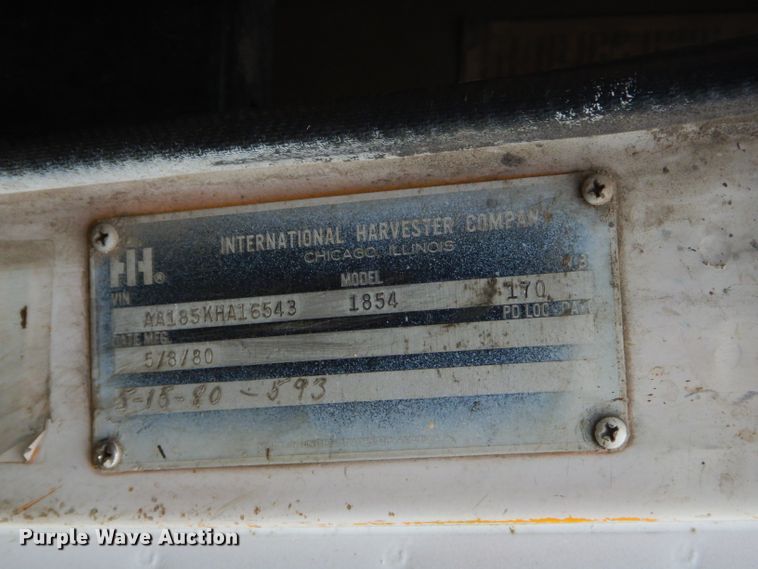 INTERNATIONAL HARVESTER COMPANY
CHICAGO, ILLINOIS
IH®
VIN MODEL W.B.
AA185KHA16543 1854 170
DATE MFG. PD LOC
5/8/80
5-15-80 - 593
Purple Wave Auction